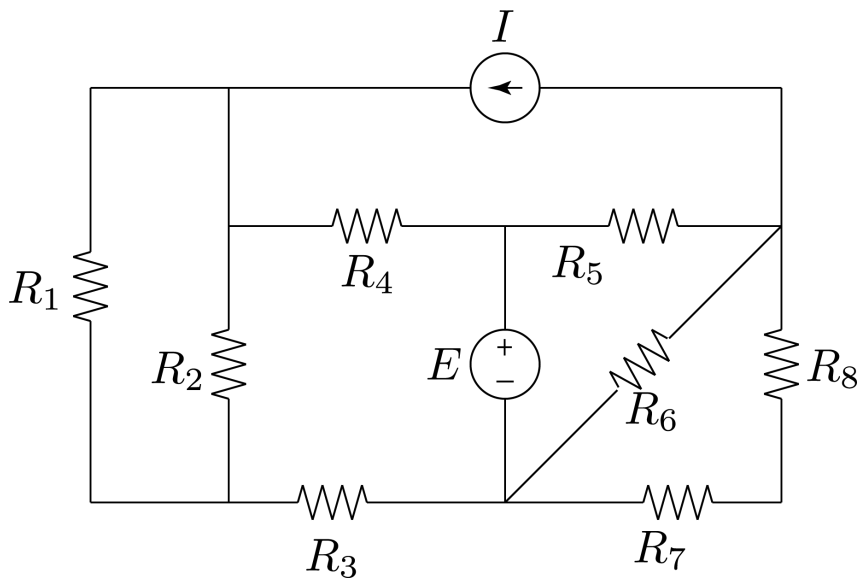 I
R₄
R₅
R₁
R₂
E
+
−
R₈
R₆
R₃
R₇